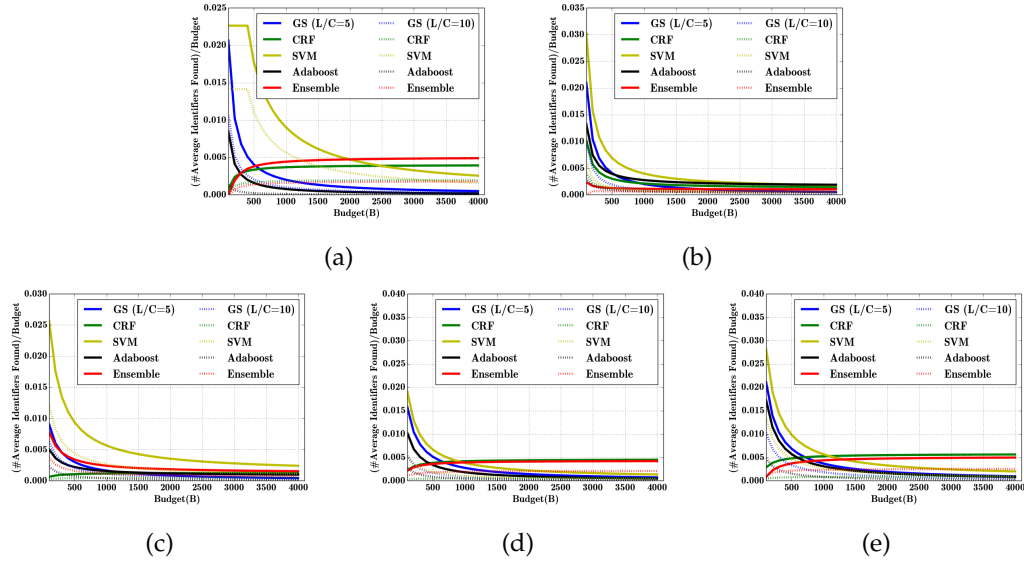 (#Average Identifiers Found)/Budget
0.025
0.020
0.015
0.010
0.005
0.000
GS (L/C=5) GS (L/C=10)
CRF CRF
SVM SVM
Adaboost Adaboost
Ensemble Ensemble
500 1000 1500 2000 2500 3000 3500 4000
Budget(B)
(a)
(#Average Identifiers Found)/Budget
0.035
0.030
0.025
0.020
0.015
0.010
0.005
0.000
GS (L/C=5) GS (L/C=10)
CRF CRF
SVM SVM
Adaboost Adaboost
Ensemble Ensemble
500 1000 1500 2000 2500 3000 3500 4000
Budget(B)
(b)
(#Average Identifiers Found)/Budget
0.030
0.025
0.020
0.015
0.010
0.005
0.000
GS (L/C=5) GS (L/C=10)
CRF CRF
SVM SVM
Adaboost Adaboost
Ensemble Ensemble
500 1000 1500 2000 2500 3000 3500 4000
Budget(B)
(c)
(#Average Identifiers Found)/Budget
0.040
0.035
0.030
0.025
0.020
0.015
0.010
0.005
0.000
GS (L/C=5) GS (L/C=10)
CRF CRF
SVM SVM
Adaboost Adaboost
Ensemble Ensemble
500 1000 1500 2000 2500 3000 3500 4000
Budget(B)
(d)
(#Average Identifiers Found)/Budget
0.040
0.035
0.030
0.025
0.020
0.015
0.010
0.005
0.000
GS (L/C=5) GS (L/C=10)
CRF CRF
SVM SVM
Adaboost Adaboost
Ensemble Ensemble
500 1000 1500 2000 2500 3000 3500 4000
Budget(B)
(e)